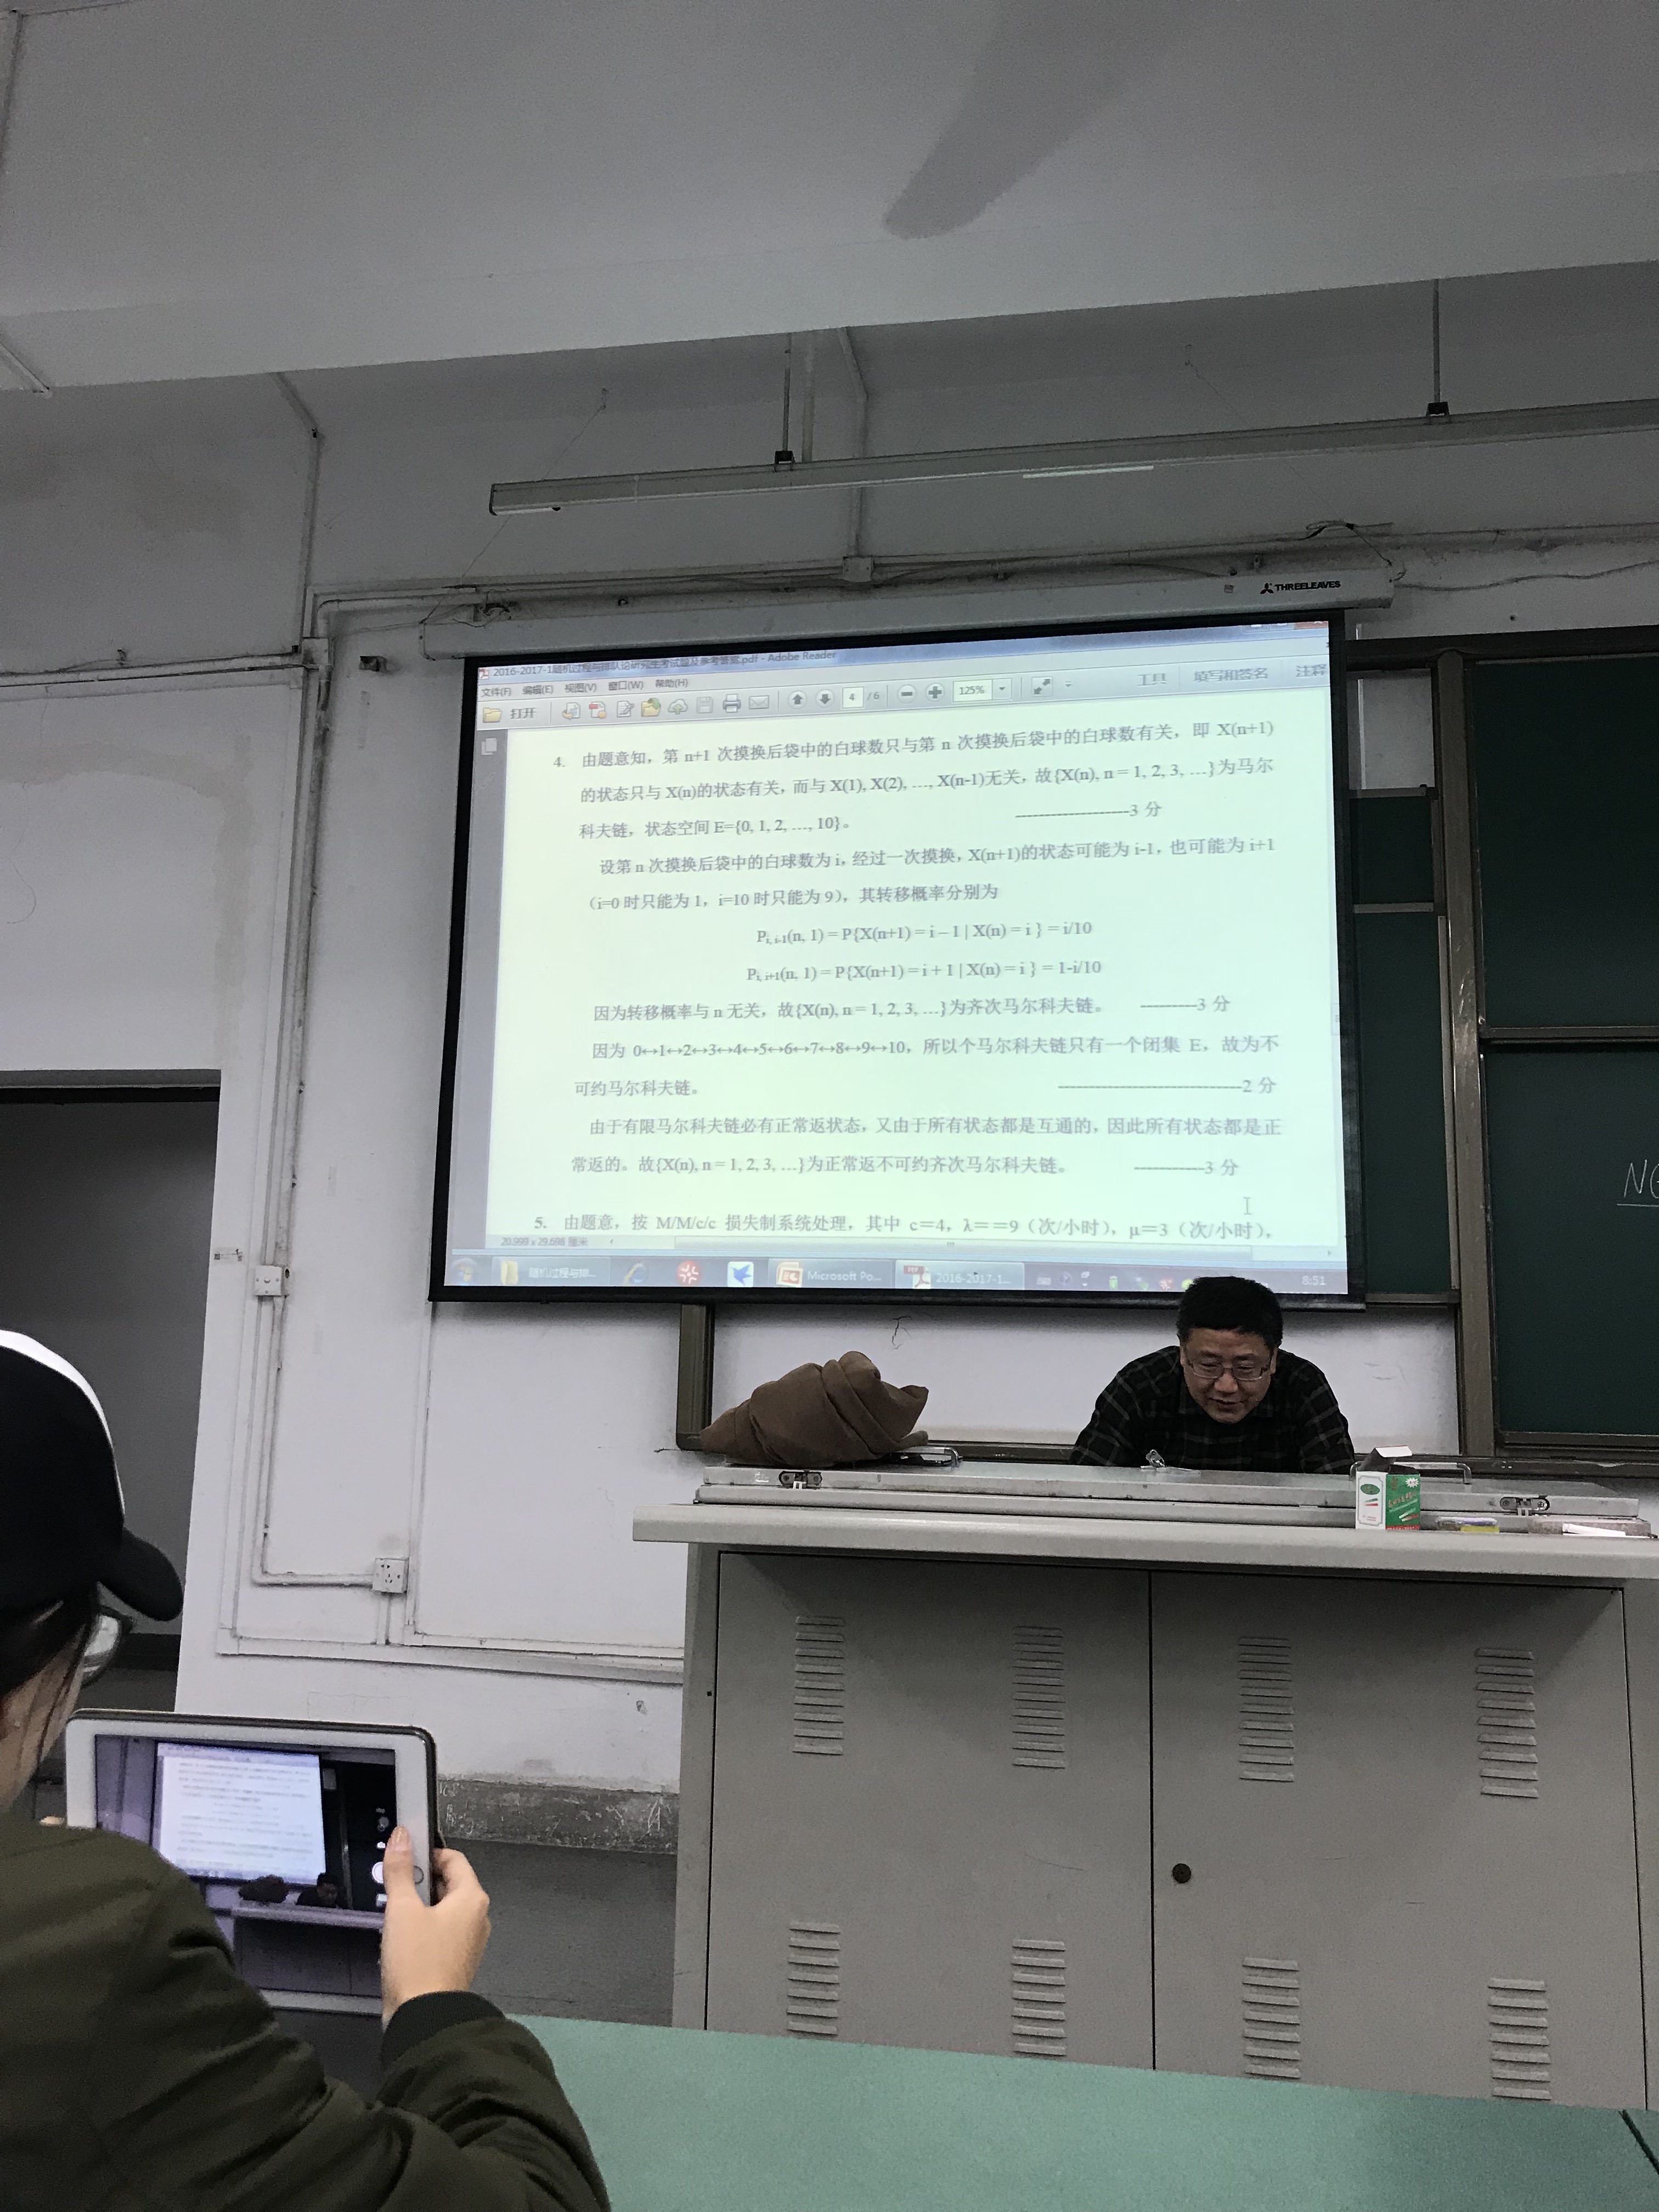 THREELEAVES
2016-2017-1随机过程与排队论研究生考试题及参考答案.pdf - Adobe Reader
文件(F) 编辑(E) 视图(V) 窗口(W) 帮助(H)
打开 4 / 6 125% 工具 填写和签名 注释
4. 由题意知，第 n+1 次摸换后袋中的白球数只与第 n 次摸换后袋中的白球数有关，即 X(n+1)
的状态只与 X(n)的状态有关，而与 X(1), X(2), …, X(n-1)无关，故{X(n), n = 1, 2, 3, …}为马尔
科夫链，状态空间 E={0, 1, 2, …, 10}。 -------------------3 分
设第 n 次摸换后袋中的白球数为 i，经过一次摸换，X(n+1)的状态可能为 i-1，也可能为 i+1
（i=0 时只能为 1，i=10 时只能为 9），其转移概率分别为
Pi, i-1(n, 1) = P{X(n+1) = i – 1 | X(n) = i } = i/10
Pi, i+1(n, 1) = P{X(n+1) = i + 1 | X(n) = i } = 1-i/10
因为转移概率与 n 无关，故{X(n), n = 1, 2, 3, …}为齐次马尔科夫链。 ----------3 分
因为 0↔1↔2↔3↔4↔5↔6↔7↔8↔9↔10，所以个马尔科夫链只有一个闭集 E，故为不
可约马尔科夫链。 -------------------------------2 分
由于有限马尔科夫链必有正常返状态，又由于所有状态都是互通的，因此所有状态都是正
常返的。故{X(n), n = 1, 2, 3, …}为正常返不可约齐次马尔科夫链。 ------------3 分
5. 由题意，按 M/M/c/c 损失制系统处理，其中 c＝4，λ＝＝9（次/小时），μ＝3（次/小时），
20.999 x 29.698 厘米
随机过程与排... Microsoft Po... 2016-2017-1... 8:51